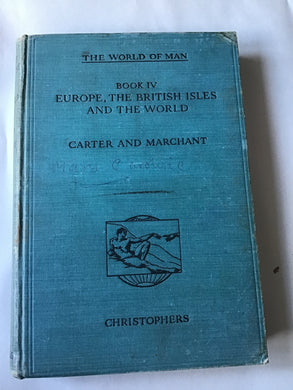 THE WORLD OF MAN
BOOK IV
EUROPE, THE BRITISH ISLES
AND THE WORLD
CARTER AND MARCHANT
CHRISTOPHERS